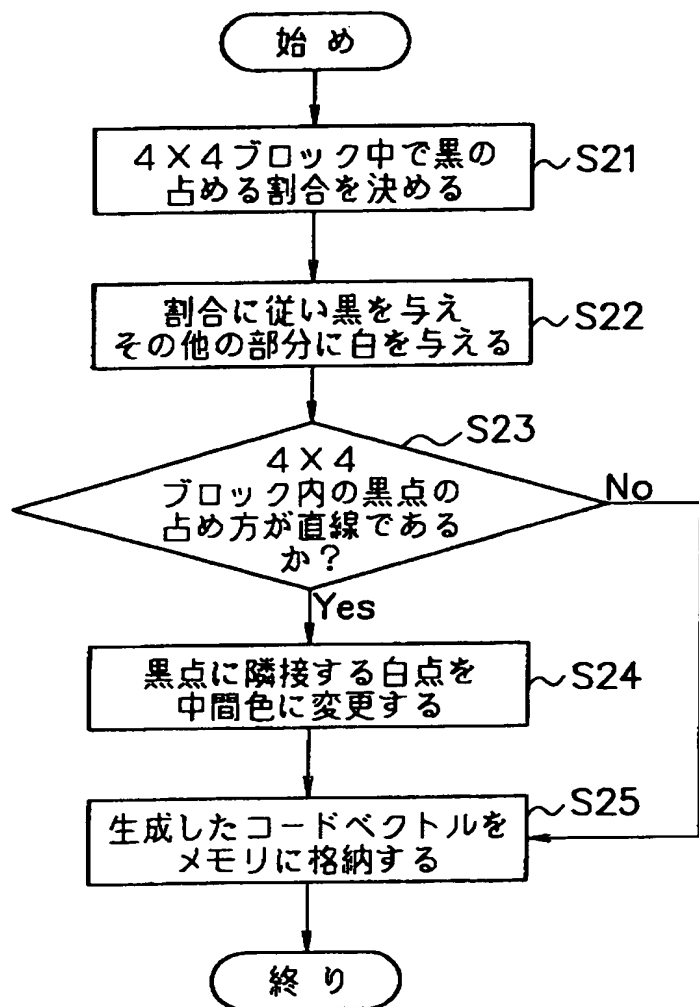 始め
4×4ブロック中で黒の
占める割合を決める
S21
割合に従い黒を与え
その他の部分に白を与える
S22
S23
4×4
ブロック内の黒点の
占め方が直線である
か?
No
Yes
黒点に隣接する白点を
中間色に変更する
S24
生成したコードベクトルを
メモリに格納する
S25
終り